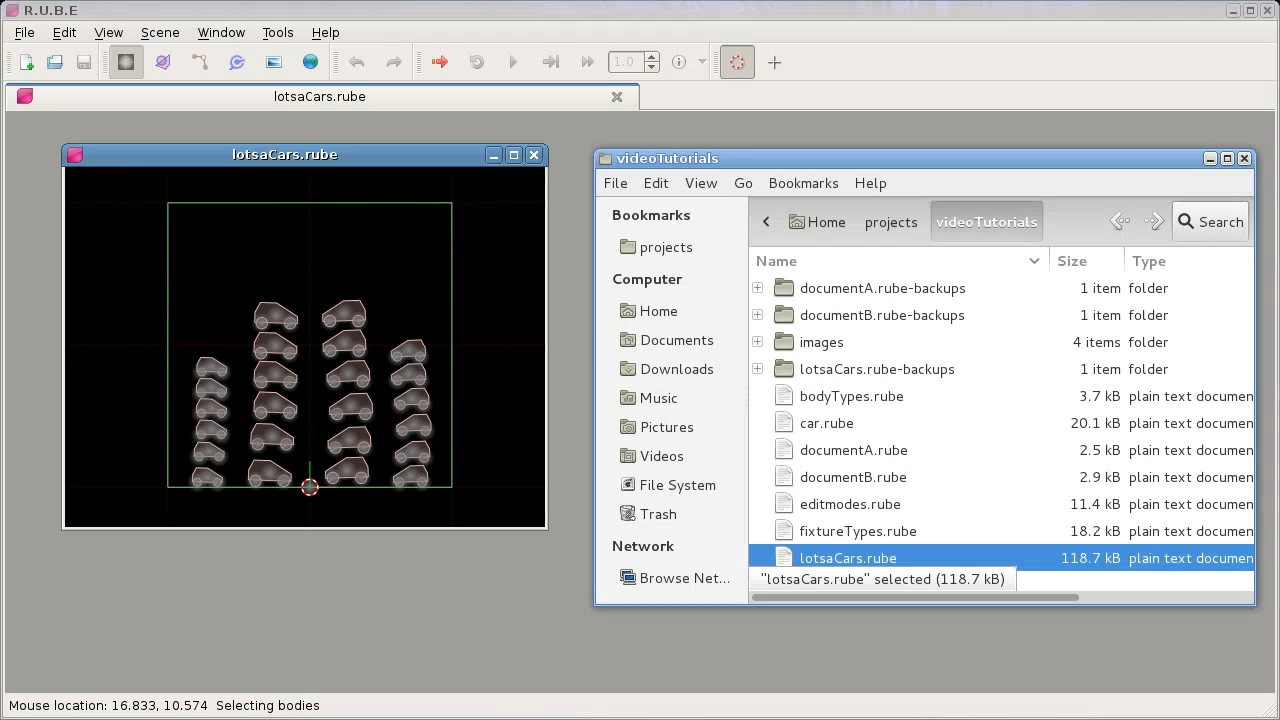 R.U.B.E
File Edit View Scene Window Tools Help
1.0
lotsaCars.rube
lotsaCars.rube
videoTutorials
File Edit View Go Bookmarks Help
Bookmarks
projects
Computer
Home
Documents
Downloads
Music
Pictures
Videos
File System
Trash
Network
Browse Net...
Home projects videoTutorials Search
Name Size Type
documentA.rube-backups 1 item folder
documentB.rube-backups 1 item folder
images 4 items folder
lotsaCars.rube-backups 1 item folder
bodyTypes.rube 3.7 kB plain text documen
car.rube 20.1 kB plain text documen
documentA.rube 2.5 kB plain text documen
documentB.rube 2.9 kB plain text documen
editmodes.rube 11.4 kB plain text documen
fixtureTypes.rube 18.2 kB plain text documen
lotsaCars.rube 118.7 kB plain text documen
"lotsaCars.rube" selected (118.7 kB)
Mouse location: 16.833, 10.574 Selecting bodies